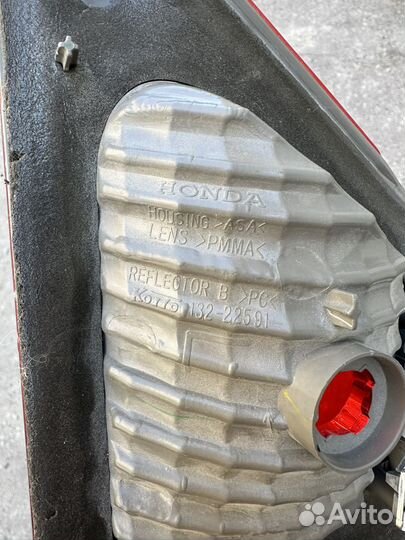 HONDA
HOUSING >ASA<
LENS >PMMA<
REFLECTOR B >PC<
Koito 132-22591
Avito